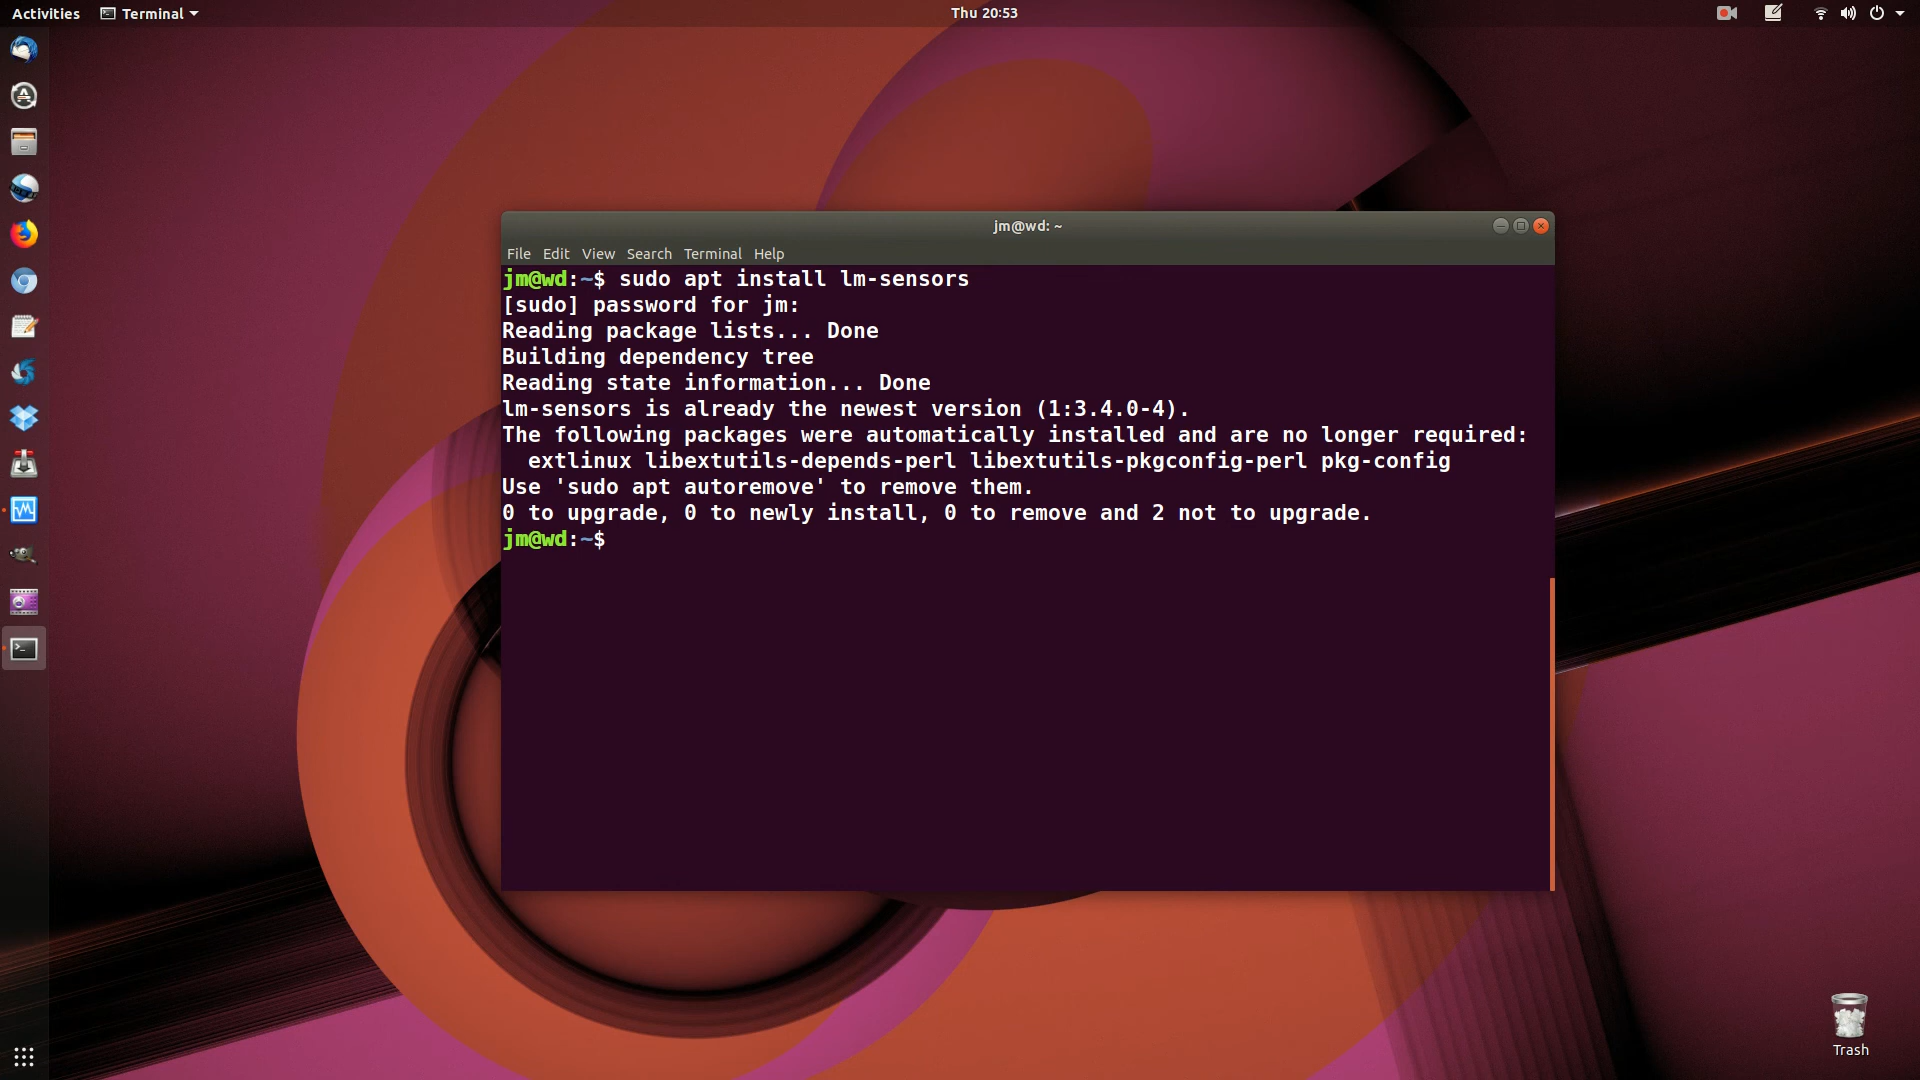 Activities Terminal Thu 20:53
jm@wd: ~
File Edit View Search Terminal Help
jm@wd:~$ sudo apt install lm-sensors
[sudo] password for jm:
Reading package lists... Done
Building dependency tree
Reading state information... Done
lm-sensors is already the newest version (1:3.4.0-4).
The following packages were automatically installed and are no longer required:
  extlinux libextutils-depends-perl libextutils-pkgconfig-perl pkg-config
Use 'sudo apt autoremove' to remove them.
0 to upgrade, 0 to newly install, 0 to remove and 2 not to upgrade.
jm@wd:~$
Trash